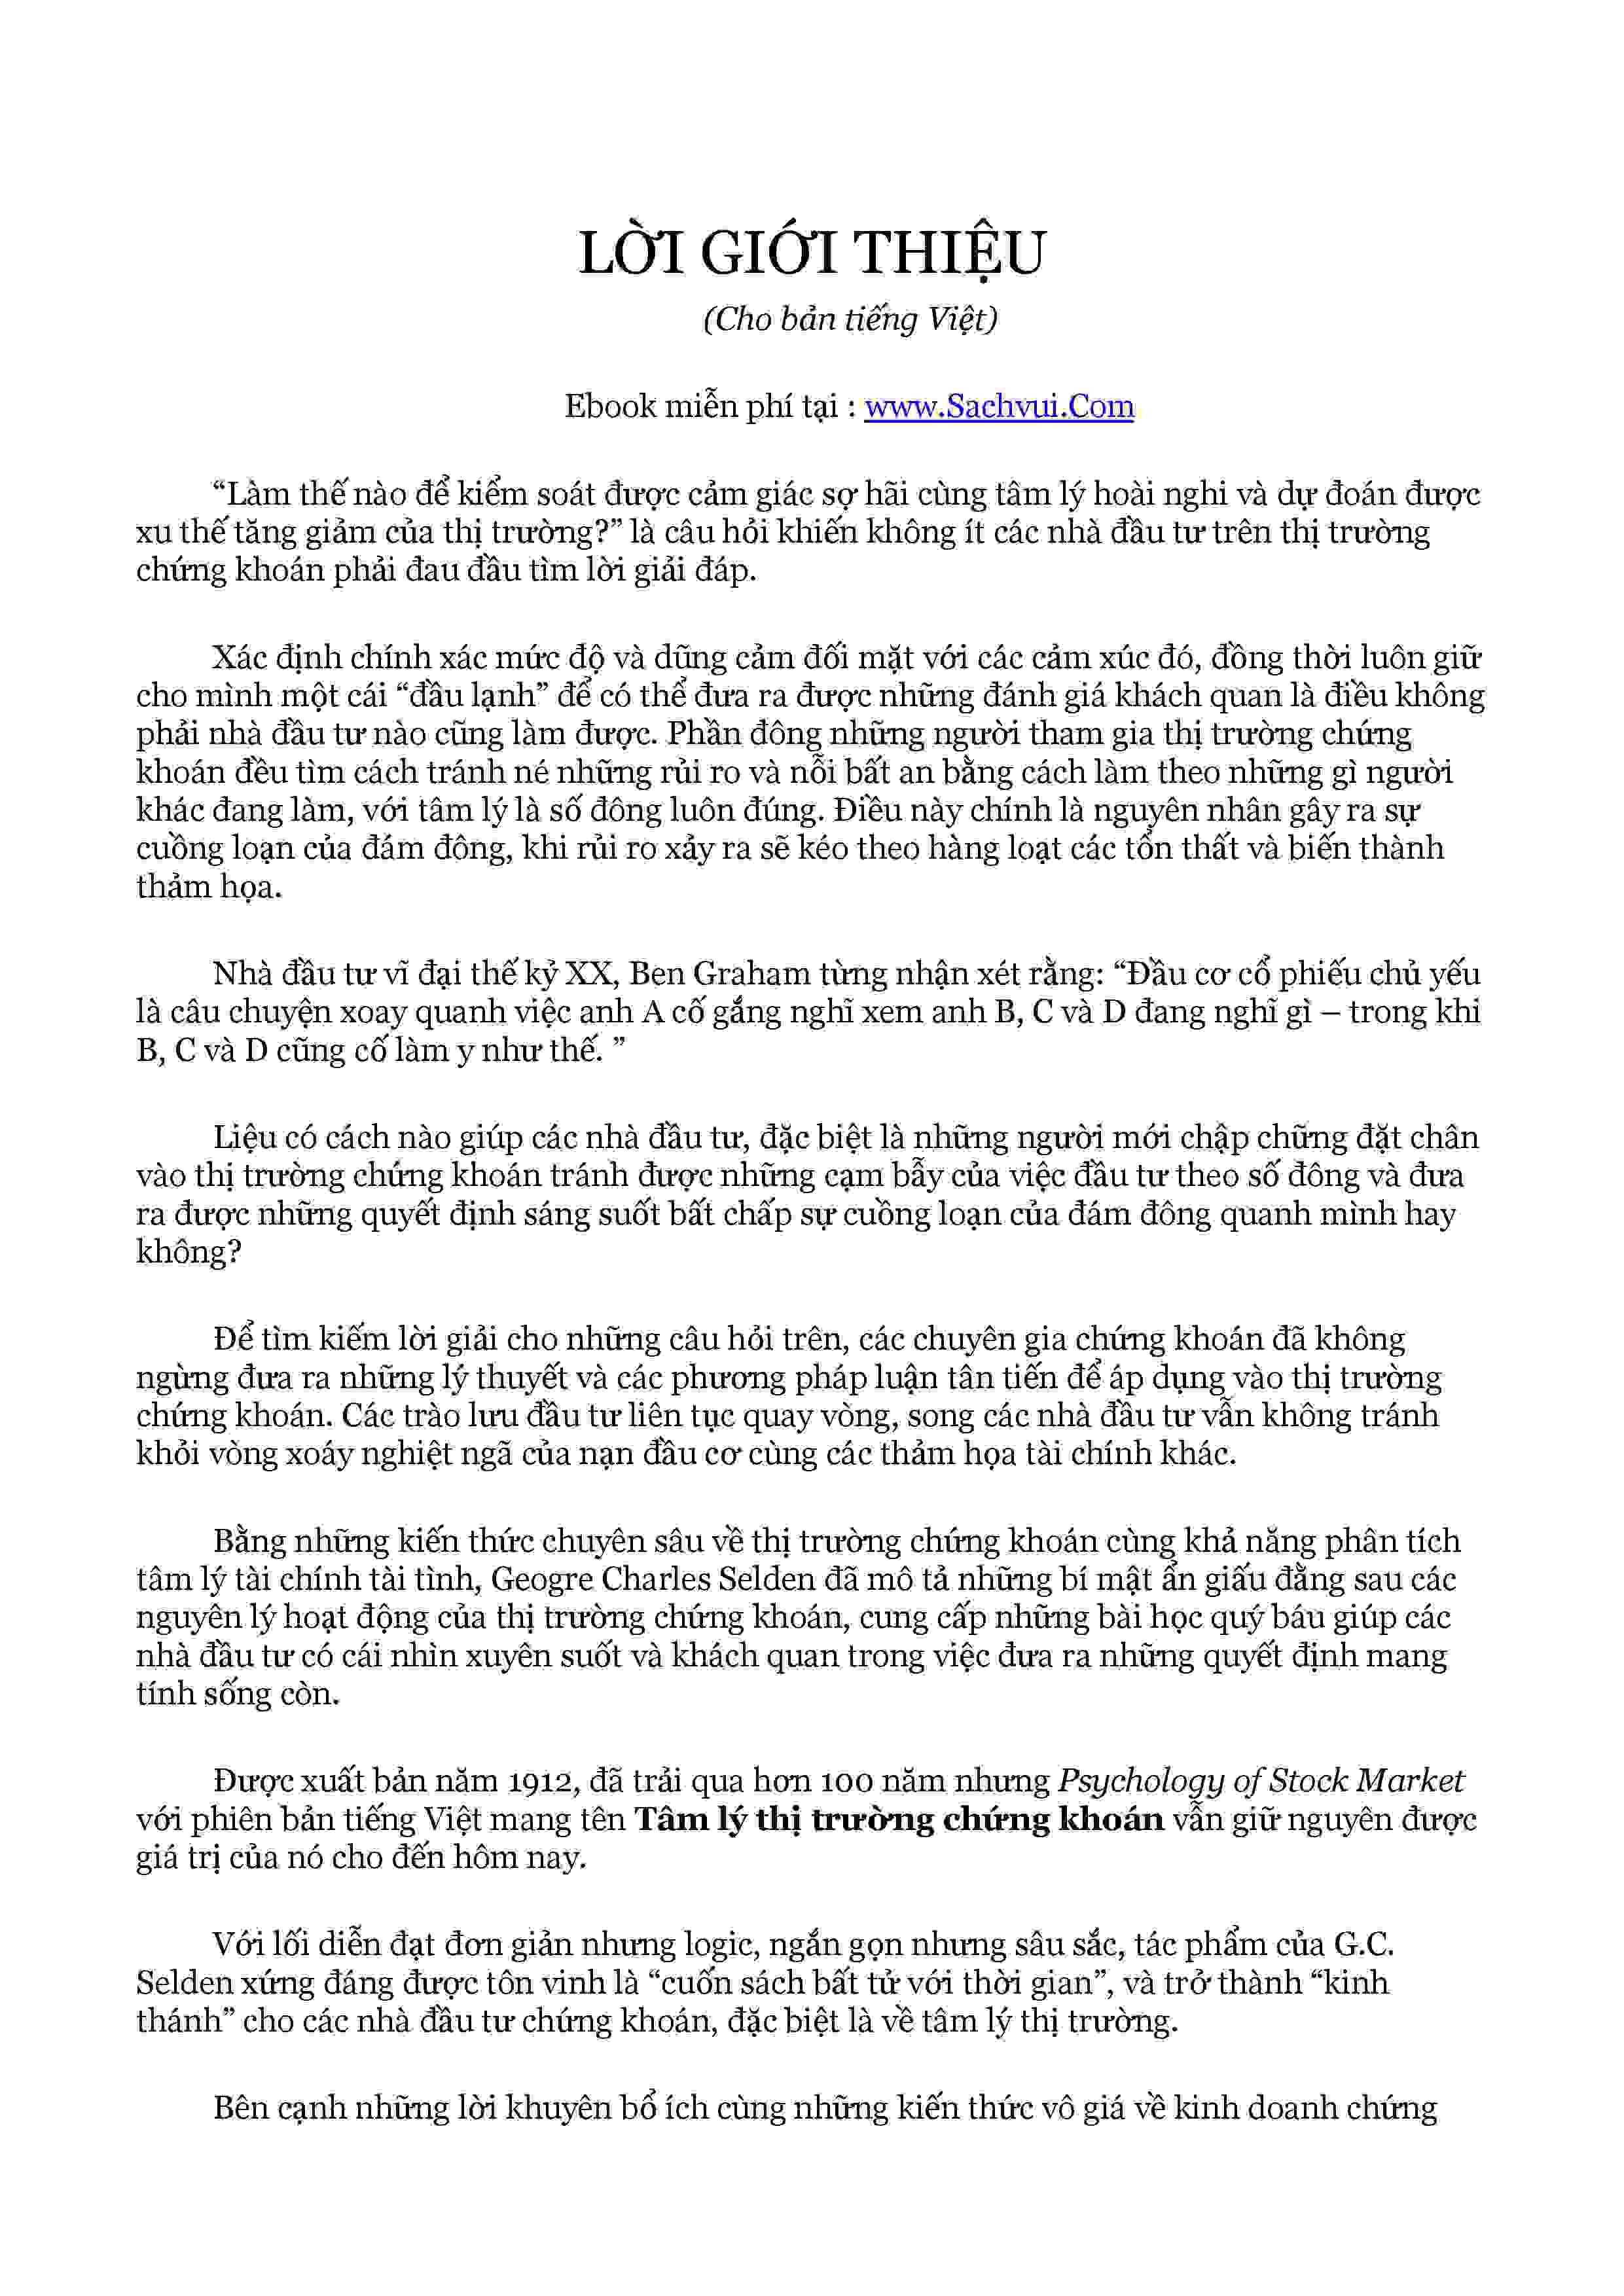 LỜI GIỚI THIỆU
(Cho bản tiếng Việt)
Ebook miễn phí tại : www.Sachvui.Com
“Làm thế nào để kiểm soát được cảm giác sợ hãi cùng tâm lý hoài nghi và dự đoán được
xu thế tăng giảm của thị trường?” là câu hỏi khiến không ít các nhà đầu tư trên thị trường
chứng khoán phải đau đầu tìm lời giải đáp.
Xác định chính xác mức độ và dũng cảm đối mặt với các cảm xúc đó, đồng thời luôn giữ
cho mình một cái “đầu lạnh” để có thể đưa ra được những đánh giá khách quan là điều không
phải nhà đầu tư nào cũng làm được. Phần đông những người tham gia thị trường chứng
khoán đều tìm cách tránh né những rủi ro và nỗi bất an bằng cách làm theo những gì người
khác đang làm, với tâm lý là số đông luôn đúng. Điều này chính là nguyên nhân gây ra sự
cuồng loạn của đám đông, khi rủi ro xảy ra sẽ kéo theo hàng loạt các tổn thất và biến thành
thảm họa.
Nhà đầu tư vĩ đại thế kỷ XX, Ben Graham từng nhận xét rằng: “Đầu cơ cổ phiếu chủ yếu
là câu chuyện xoay quanh việc anh A cố gắng nghĩ xem anh B, C và D đang nghĩ gì – trong khi
B, C và D cũng cố làm y như thế. ”
Liệu có cách nào giúp các nhà đầu tư, đặc biệt là những người mới chập chững đặt chân
vào thị trường chứng khoán tránh được những cạm bẫy của việc đầu tư theo số đông và đưa
ra được những quyết định sáng suốt bất chấp sự cuồng loạn của đám đông quanh mình hay
không?
Để tìm kiếm lời giải cho những câu hỏi trên, các chuyên gia chứng khoán đã không
ngừng đưa ra những lý thuyết và các phương pháp luận tân tiến để áp dụng vào thị trường
chứng khoán. Các trào lưu đầu tư liên tục quay vòng, song các nhà đầu tư vẫn không tránh
khỏi vòng xoáy nghiệt ngã của nạn đầu cơ cùng các thảm họa tài chính khác.
Bằng những kiến thức chuyên sâu về thị trường chứng khoán cùng khả năng phân tích
tâm lý tài chính tài tình, Geogre Charles Selden đã mô tả những bí mật ẩn giấu đằng sau các
nguyên lý hoạt động của thị trường chứng khoán, cung cấp những bài học quý báu giúp các
nhà đầu tư có cái nhìn xuyên suốt và khách quan trong việc đưa ra những quyết định mang
tính sống còn.
Được xuất bản năm 1912, đã trải qua hơn 100 năm nhưng Psychology of Stock Market
với phiên bản tiếng Việt mang tên Tâm lý thị trường chứng khoán vẫn giữ nguyên được
giá trị của nó cho đến hôm nay.
Với lối diễn đạt đơn giản nhưng logic, ngắn gọn nhưng sâu sắc, tác phẩm của G.C.
Selden xứng đáng được tôn vinh là “cuốn sách bất tử với thời gian”, và trở thành “kinh
thánh” cho các nhà đầu tư chứng khoán, đặc biệt là về tâm lý thị trường.
Bên cạnh những lời khuyên bổ ích cùng những kiến thức vô giá về kinh doanh chứng